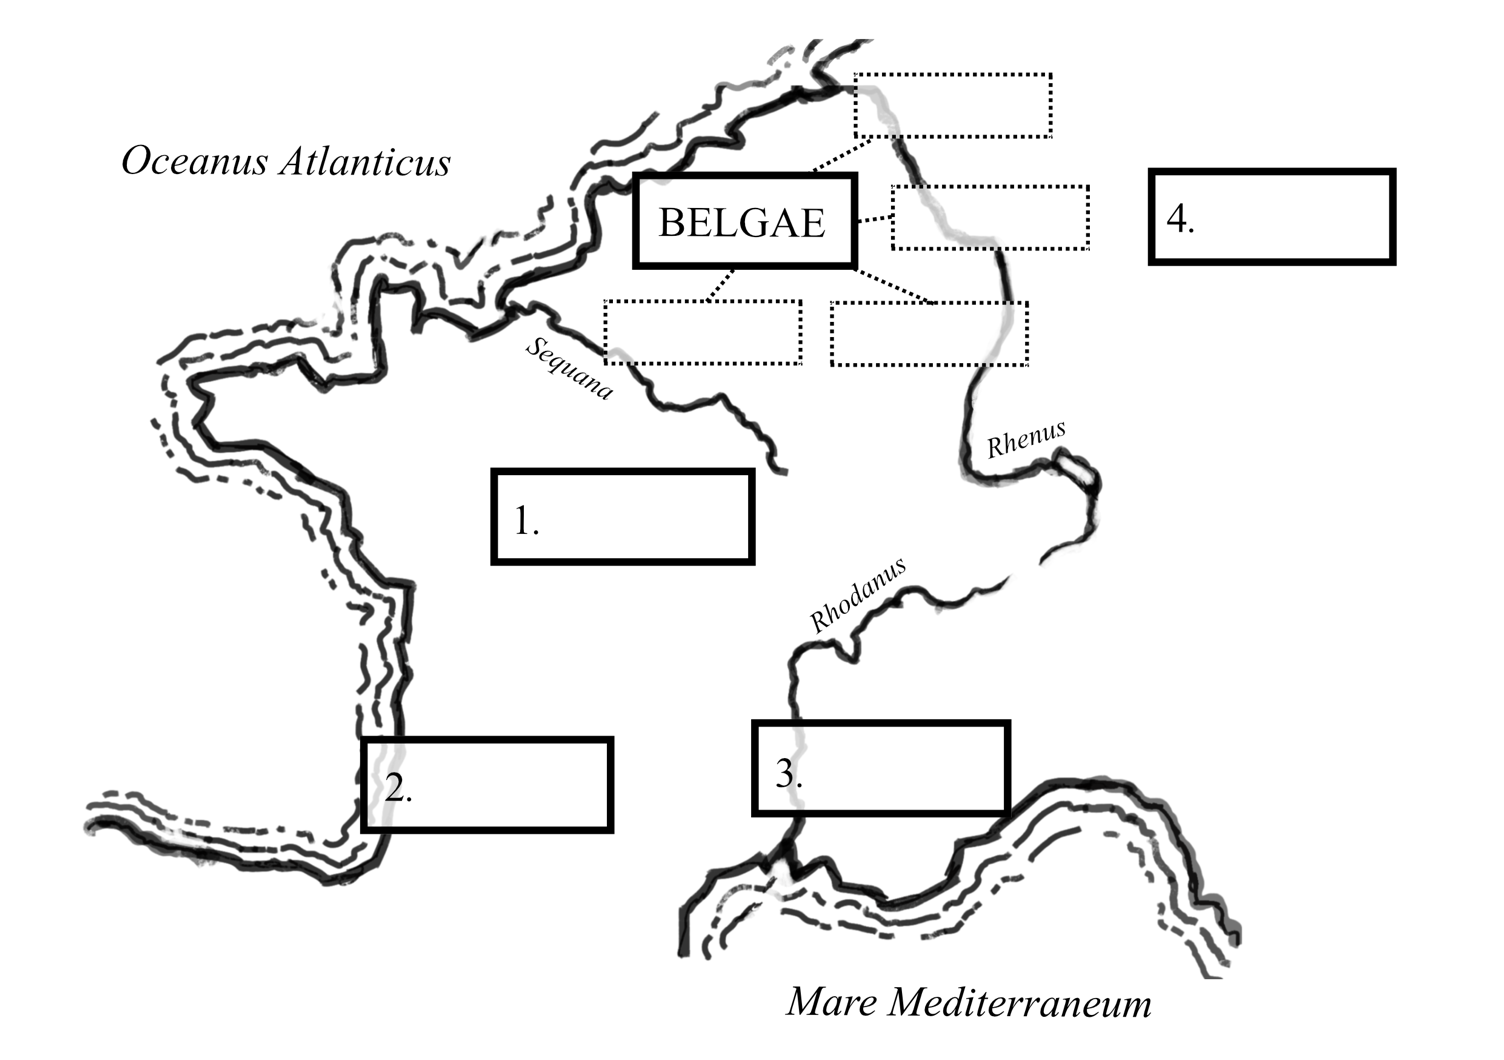 Oceanus Atlanticus
BELGAE
4.
Sequana
Rhenus
1.
Rhodanus
2.
3.
Mare Mediterraneum